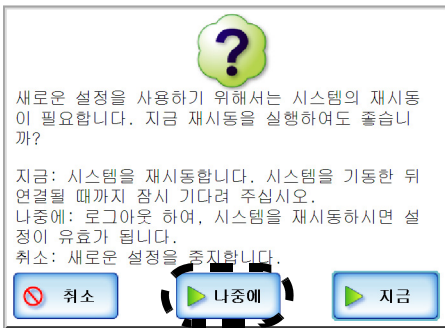 새로운 설정을 사용하기 위해서는 시스템의 재시동
이 필요합니다. 지금 재시동을 실행하여도 좋습니
까?
지금: 시스템을 재시동합니다. 시스템을 기동한 뒤
연결될 때까지 잠시 기다려 주십시오.
나중에: 로그아웃 하여, 시스템을 재시동하시면 설
정이 유효가 됩니다.
취소: 새로운 설정을 중지합니다.
취소 나중에 지금